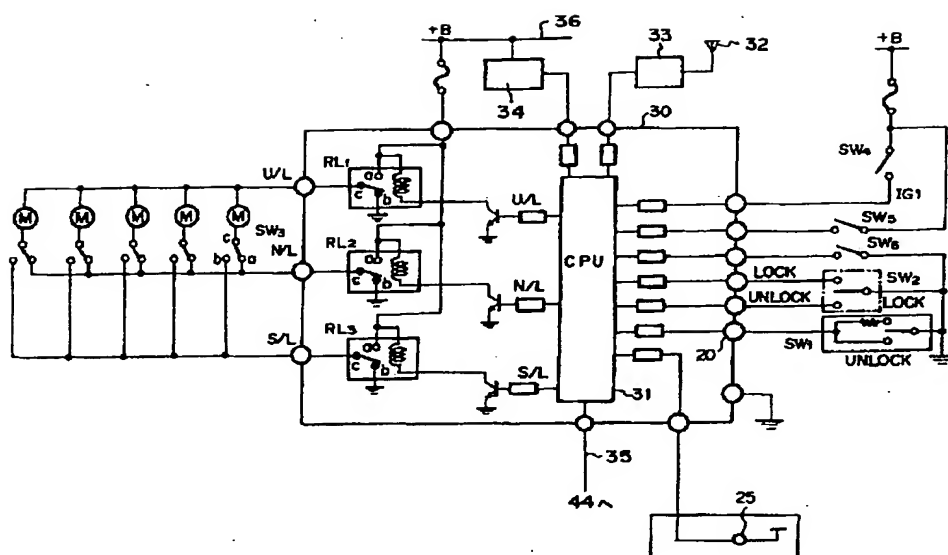 36
+B
33
32
+B
34
30
SW4
U/L
RL1
a
c
b
U/L
IG1
SW5
M
M
M
M
M
SW3
c
N/L
b
a
RL2
a
c
b
CPU
SW6
LOCK
SW2
N/L
UNLOCK
LOCK
S/L
RL3
a
c
b
20
SW1
UNLOCK
S/L
31
35
44
25